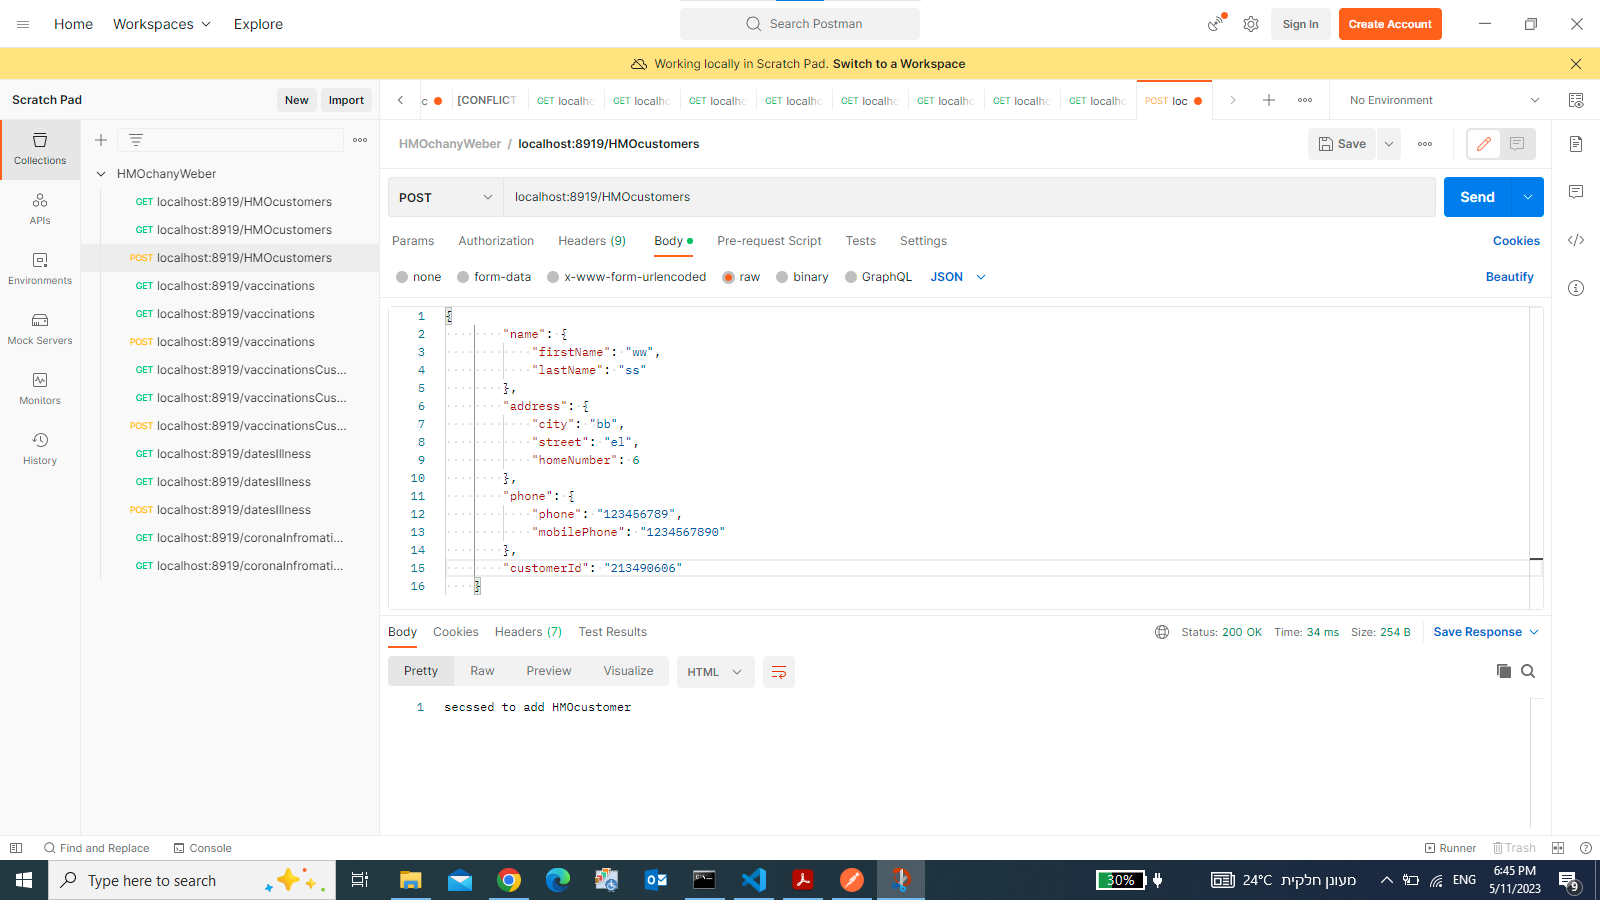 Home Workspaces Explore Search Postman Sign In Create Account
Working locally in Scratch Pad. Switch to a Workspace
Scratch Pad New Import
c [CONFLICT GET localhc GET localhc GET localhc GET localhc GET localhc GET localhc GET localhc GET localhc POST loc No Environment
Collections
APIs
Environments
Mock Servers
Monitors
History
HMOchanyWeber
GET localhost:8919/HMOcustomers
GET localhost:8919/HMOcustomers
POST localhost:8919/HMOcustomers
GET localhost:8919/vaccinations
GET localhost:8919/vaccinations
POST localhost:8919/vaccinations
GET localhost:8919/vaccinationsCus...
GET localhost:8919/vaccinationsCus...
POST localhost:8919/vaccinationsCus...
GET localhost:8919/datesIllness
GET localhost:8919/datesIllness
POST localhost:8919/datesIllness
GET localhost:8919/coronaInfromati...
GET localhost:8919/coronaInfromati...
HMOchanyWeber / localhost:8919/HMOcustomers Save
POST localhost:8919/HMOcustomers Send
Params Authorization Headers (9) Body Pre-request Script Tests Settings Cookies
none form-data x-www-form-urlencoded raw binary GraphQL JSON Beautify
1 {
2 "name": {
3 "firstName": "ww",
4 "lastName": "ss"
5 },
6 "address": {
7 "city": "bb",
8 "street": "el",
9 "homeNumber": 6
10 },
11 "phone": {
12 "phone": "123456789",
13 "mobilePhone": "1234567890"
14 },
15 "customerId": "213490606"
16 }
Body Cookies Headers (7) Test Results Status: 200 OK Time: 34 ms Size: 254 B Save Response
Pretty Raw Preview Visualize HTML
1 secssed to add HMOcustomer
Find and Replace Console Runner Trash
Type here to search 30% 24°C מעונן חלקית ENG 6:45 PM
5/11/2023 9